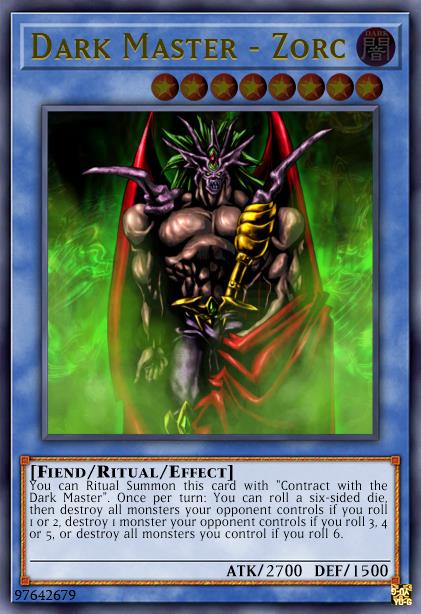 Dark Master - Zorc
DARK
闇
[Fiend/Ritual/Effect]
You can Ritual Summon this card with "Contract with the
Dark Master". Once per turn: You can roll a six-sided die,
then destroy all monsters your opponent controls if you roll
1 or 2, destroy 1 monster your opponent controls if you roll 3, 4
or 5, or destroy all monsters you control if you roll 6.
ATK/2700 DEF/1500
97642679